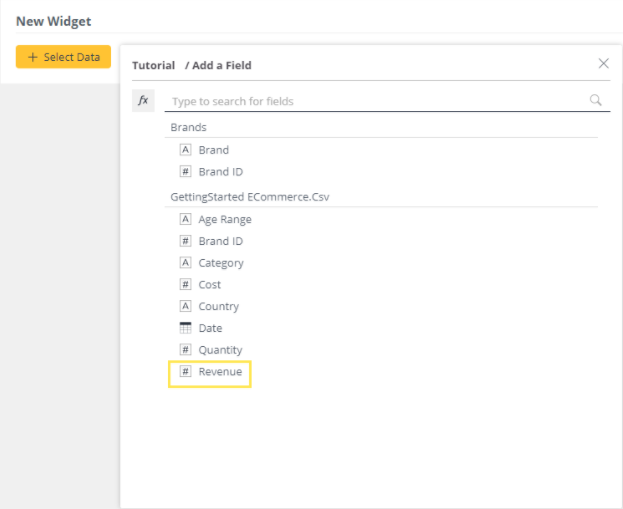 New Widget
+ Select Data
Tutorial / Add a Field
fx Type to search for fields
Brands
A Brand
# Brand ID
GettingStarted ECommerce.Csv
A Age Range
# Brand ID
A Category
# Cost
A Country
Date
# Quantity
# Revenue